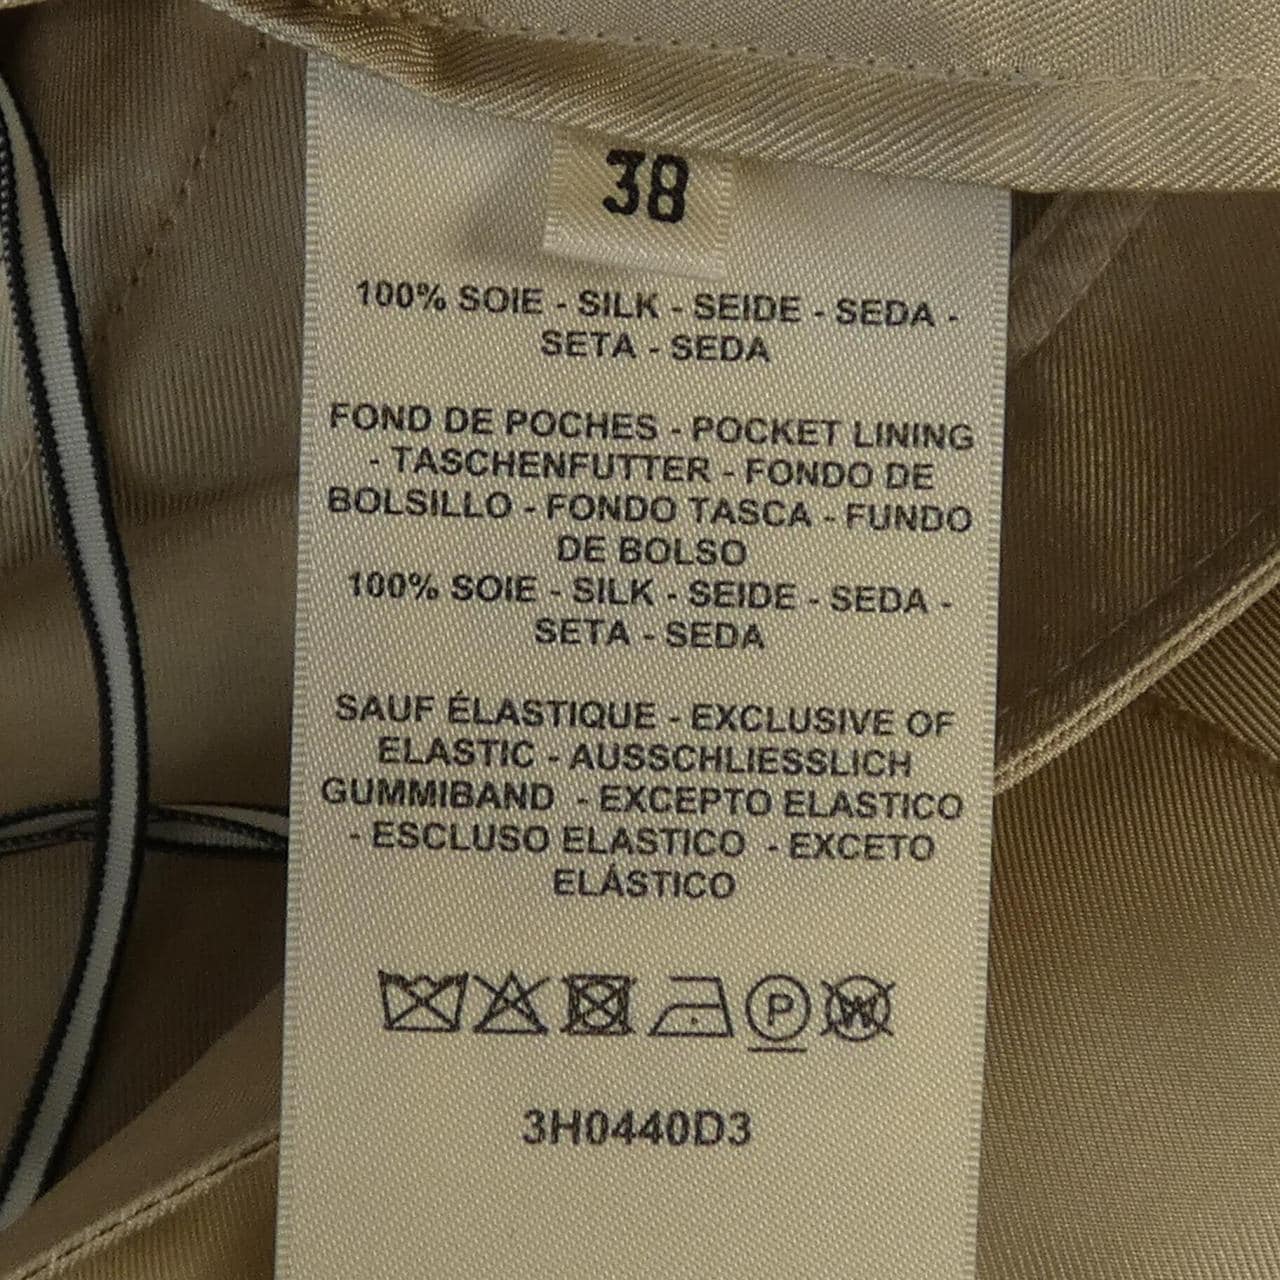 38
100% SOIE - SILK - SEIDE - SEDA -
SETA - SEDA
FOND DE POCHES - POCKET LINING
- TASCHENFUTTER - FONDO DE
BOLSILLO - FONDO TASCA - FUNDO
DE BOLSO
100% SOIE - SILK - SEIDE - SEDA -
SETA - SEDA
SAUF ÉLASTIQUE - EXCLUSIVE OF
ELASTIC - AUSSCHLIESSLICH
GUMMIBAND - EXCEPTO ELASTICO
- ESCLUSO ELASTICO - EXCETO
ELÁSTICO
P W
3H0440D3